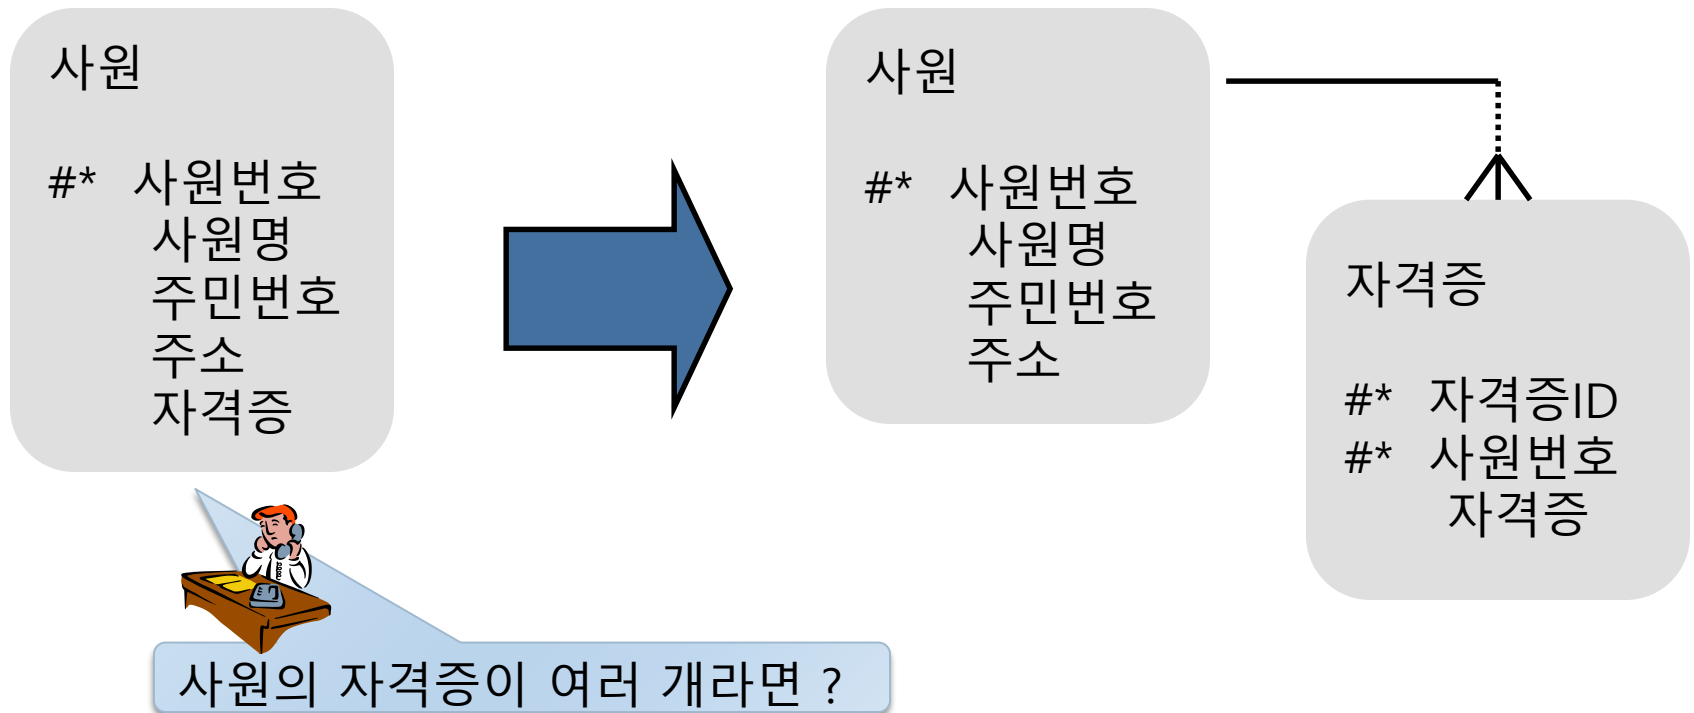 사원
#* 사원번호
사원명
주민번호
주소
자격증
사원
#* 사원번호
사원명
주민번호
주소
자격증
#* 자격증ID
#* 사원번호
자격증
사원의 자격증이 여러 개라면 ?